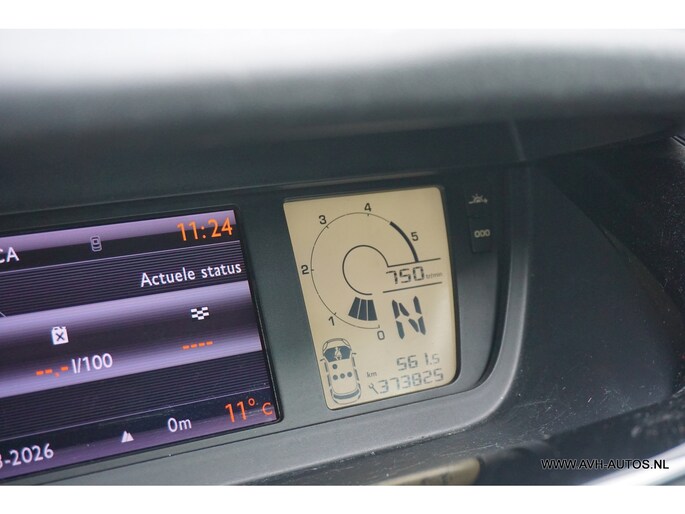 CA
11:24
Actuele status
--.- l/100
----
-2026
0m
11°C
3 4
2 5
1 0
750
N
km 561.5
373825
000
WWW.AVH-AUTOS.NL